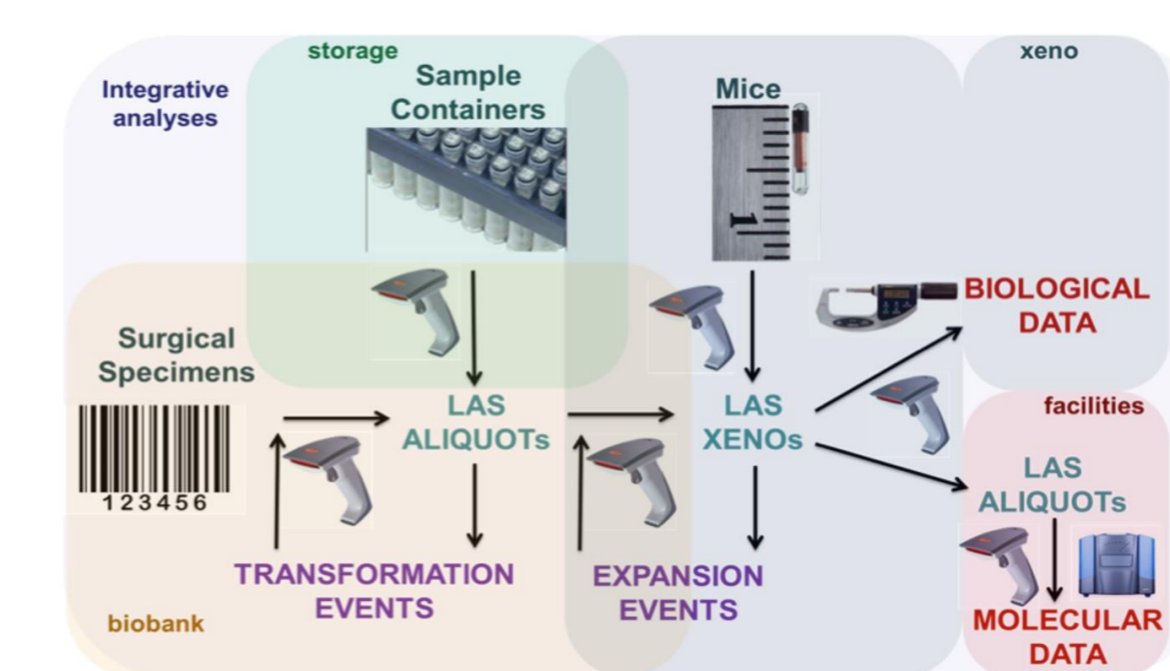 storage
xeno
Integrative
analyses
Sample
Containers
Mice
1
BIOLOGICAL
DATA
Surgical
Specimens
123456
LAS
ALIQUOTs
LAS
XENOs
facilities
LAS
ALIQUOTs
TRANSFORMATION
EVENTS
EXPANSION
EVENTS
biobank
MOLECULAR
DATA